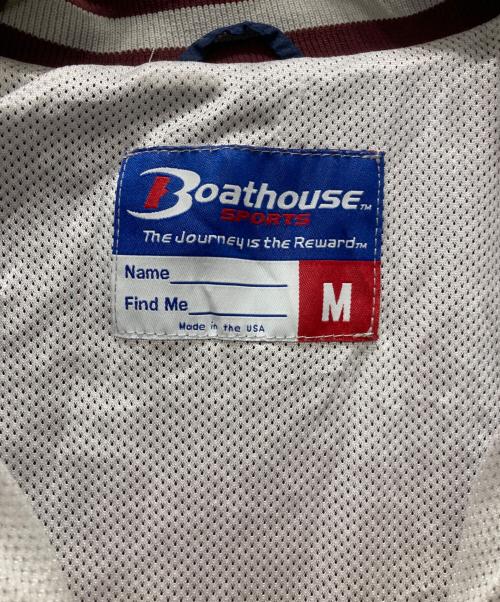 Boathouse™
SPORTS
The Journey is the Reward™
Name
Find Me
Made in the USA
M